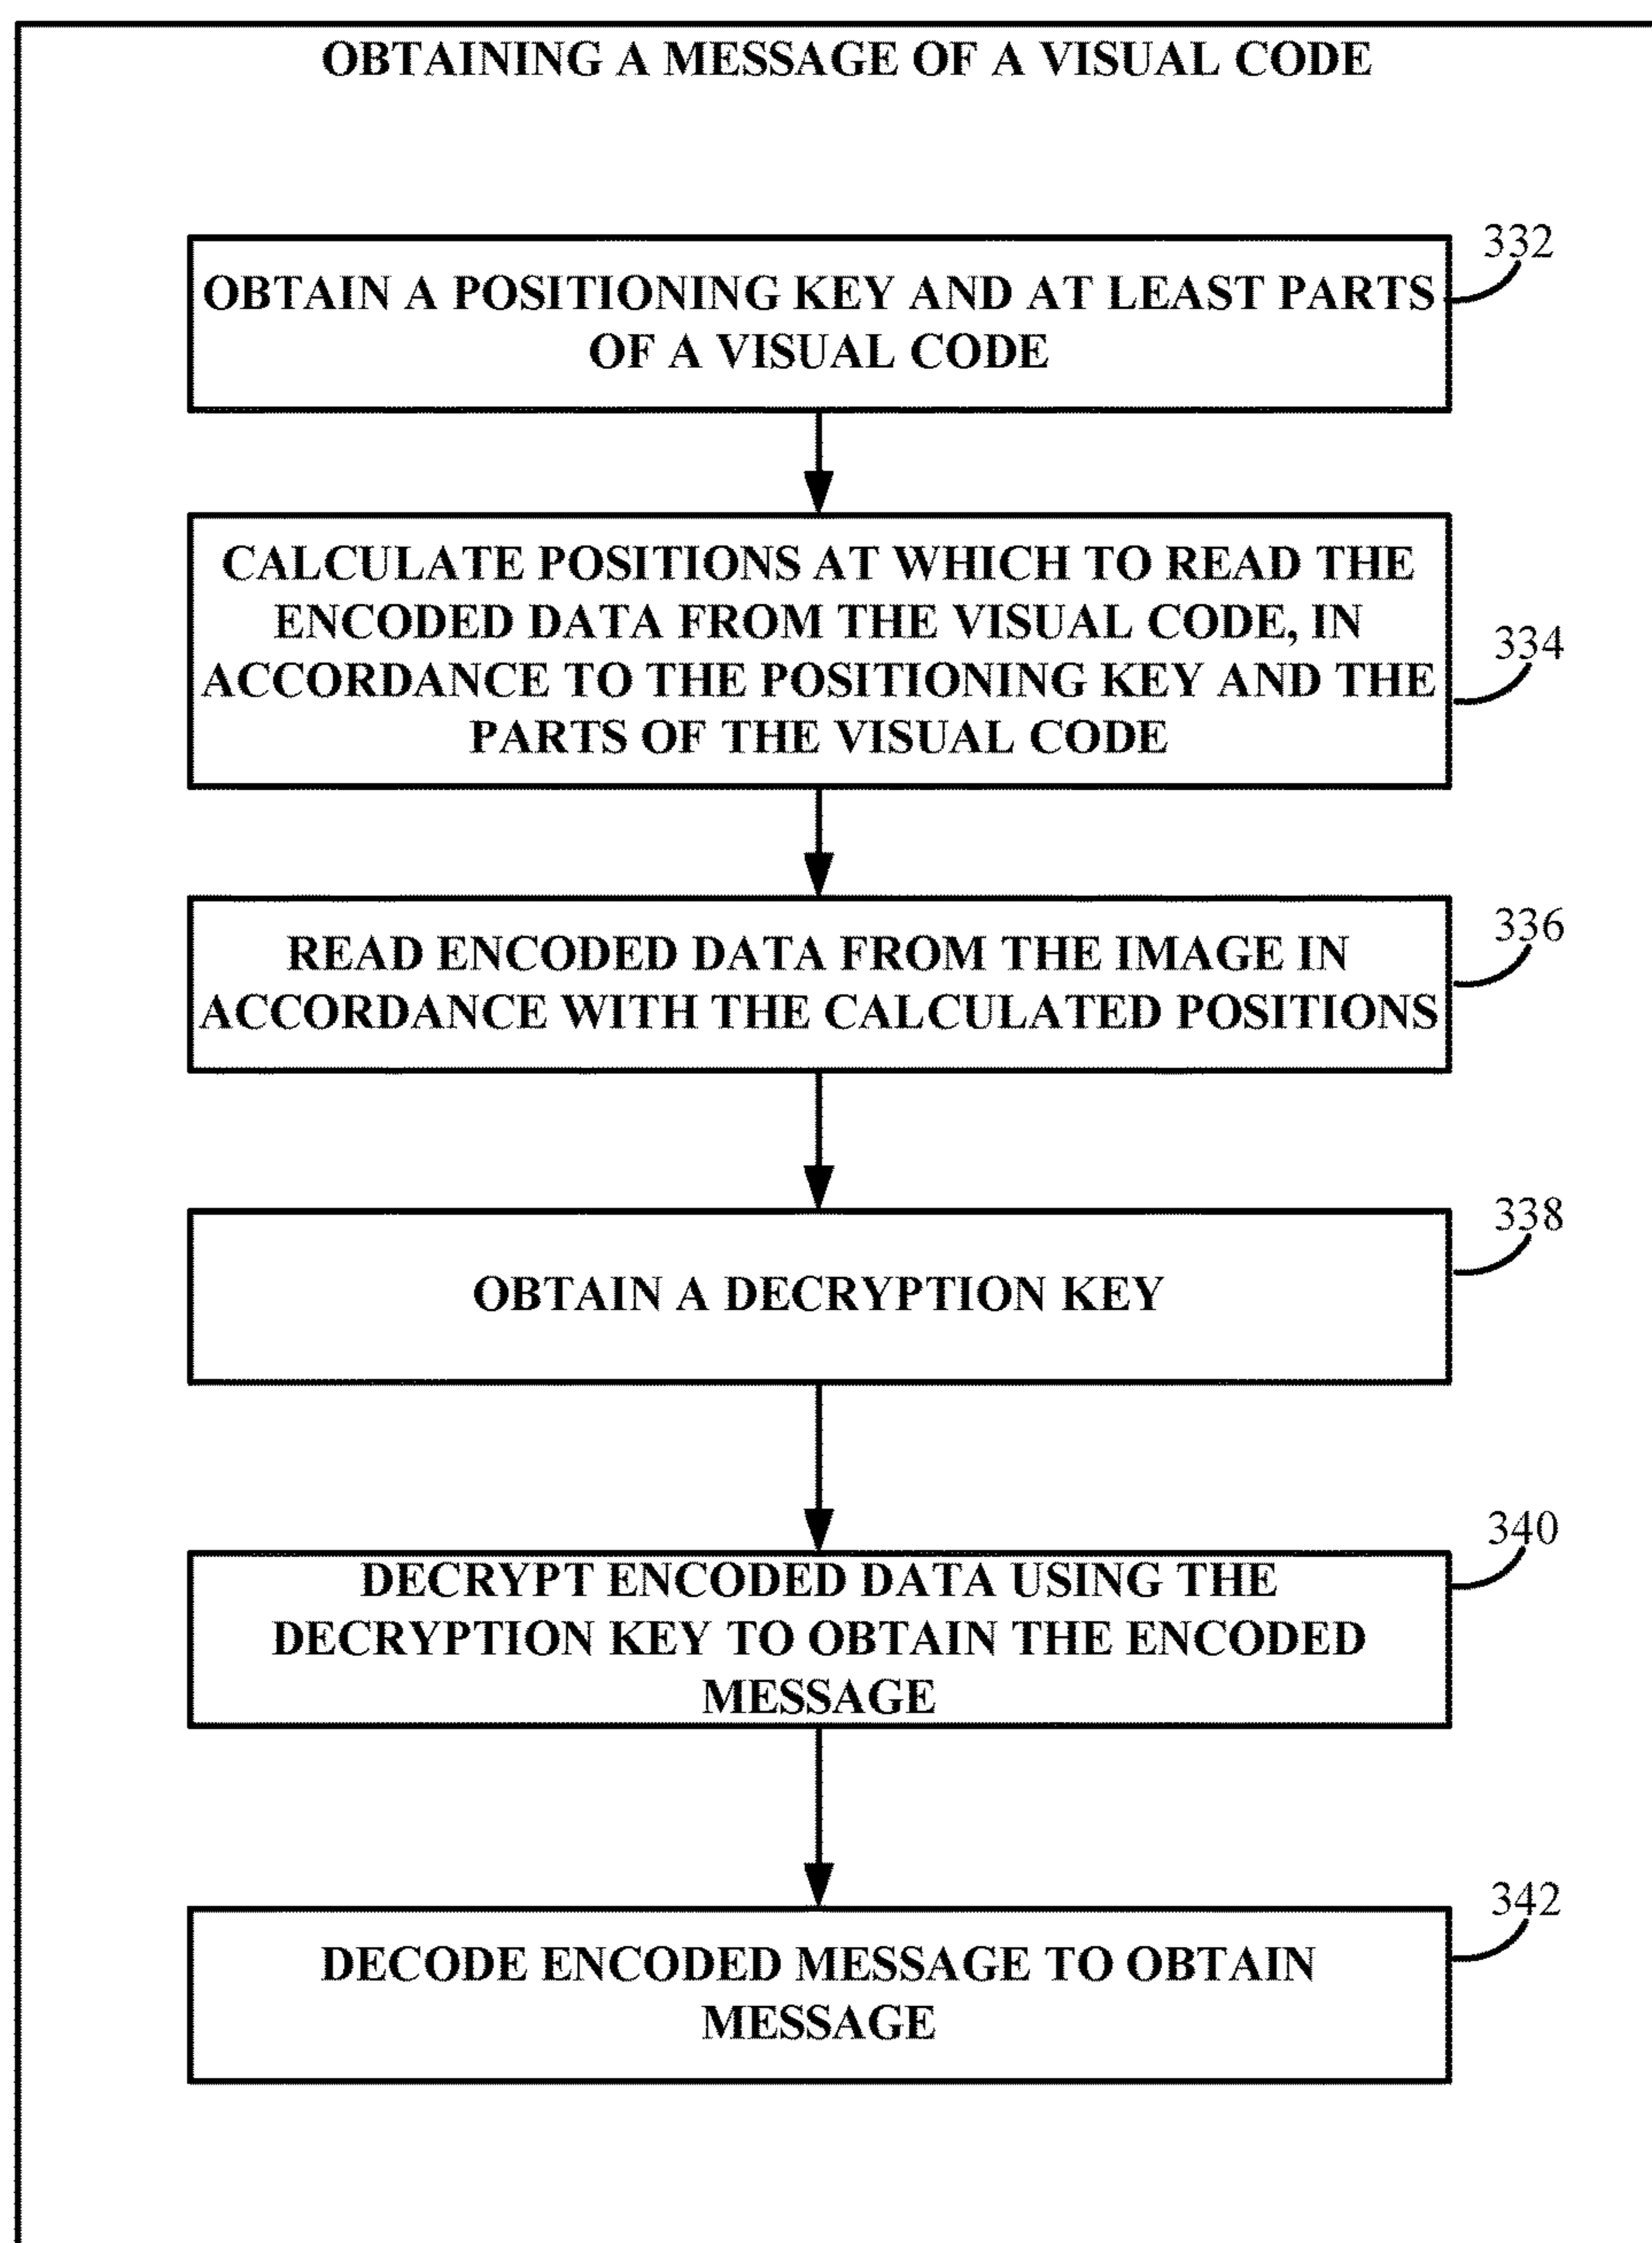 OBTAINING A MESSAGE OF A VISUAL CODE
332
OBTAIN A POSITIONING KEY AND AT LEAST PARTS
OF A VISUAL CODE
CALCULATE POSITIONS AT WHICH TO READ THE
ENCODED DATA FROM THE VISUAL CODE, IN
334
ACCORDANCE TO THE POSITIONING KEY AND THE
PARTS OF THE VISUAL CODE
336
READ ENCODED DATA FROM THE IMAGE IN
ACCORDANCE WITH THE CALCULATED POSITIONS
338
OBTAIN A DECRYPTION KEY
340
DECRYPT ENCODED DATA USING THE
DECRYPTION KEY TO OBTAIN THE ENCODED
MESSAGE
342
DECODE ENCODED MESSAGE TO OBTAIN
MESSAGE